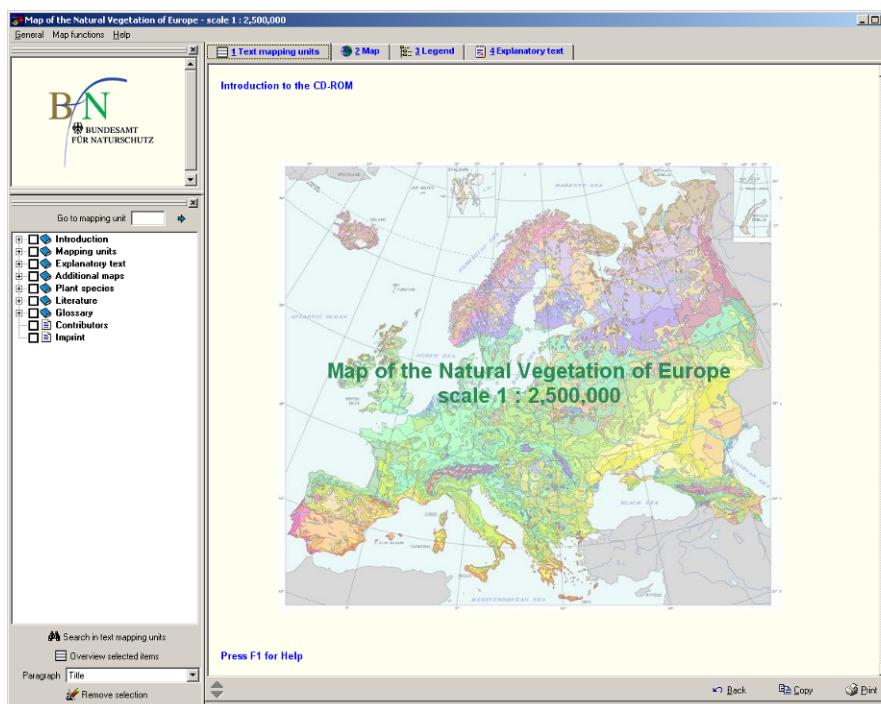 Map of the Natural Vegetation of Europe - scale 1 : 2,500,000
General Map functions Help
1 Text mapping units
2 Map
3 Legend
4 Explanatory text
BfN
BUNDESAMT
FÜR NATURSCHUTZ
Go to mapping unit
Introduction
Mapping units
Explanatory text
Additional maps
Plant species
Literature
Glossary
Contributors
Imprint
Search in text mapping units
Overview selected items
Paragraph Title
Remove selection
Introduction to the CD-ROM
BARENTS SEA
ICELAND
ATLANTIC OCEAN
NORTH SEA
Map of the Natural Vegetation of Europe
scale 1 : 2,500,000
CASPIAN SEA
BLACK SEA
MEDITERRANEAN SEA
Press F1 for Help
Back
Copy
Print